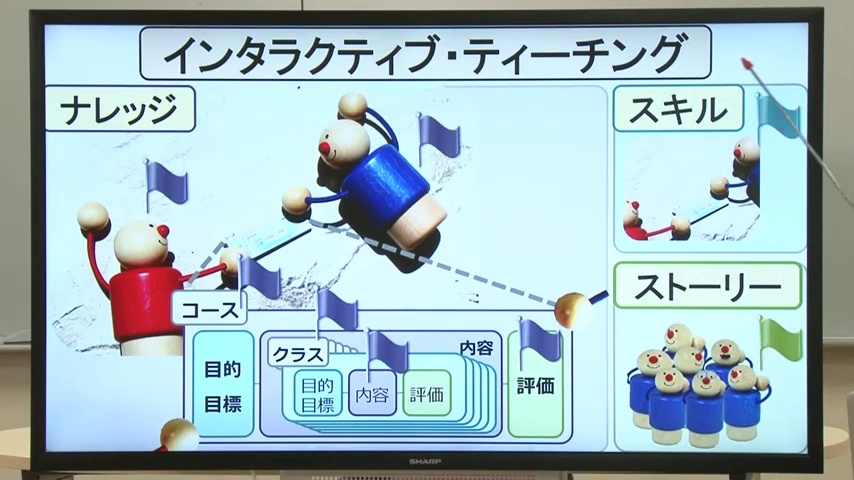 インタラクティブ・ティーチング
ナレッジ
スキル
ストーリー
コース
目的
目標
クラス
内容
目的
目標
内容
評価
評価
SHARP